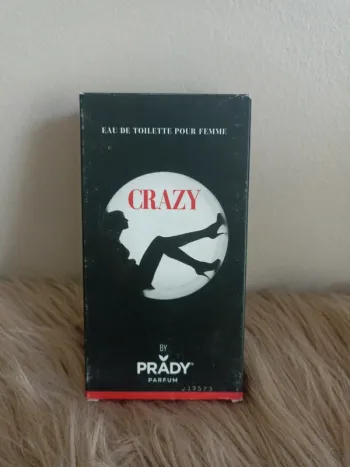 EAU DE TOILETTE POUR FEMME
CRAZY
BY
PRADY®
PARFUM